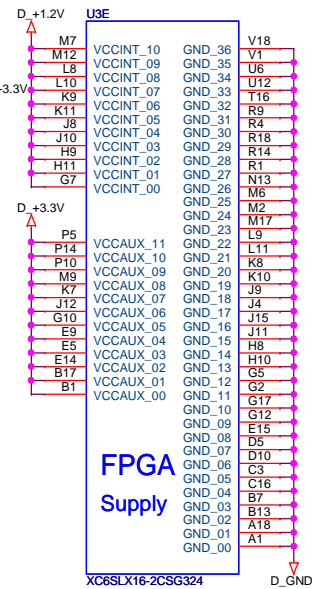 D_+1.2V U3E
M7 VCCINT_10 GND_36 V18
M12 VCCINT_09 GND_35 V1
L8 VCCINT_08 GND_34 U6
+3.3V L10 VCCINT_07 GND_33 U12
K9 VCCINT_06 GND_32 T16
K11 VCCINT_05 GND_31 R9
J8 VCCINT_04 GND_30 R4
J10 VCCINT_03 GND_29 R18
H9 VCCINT_02 GND_28 R14
H11 VCCINT_01 GND_27 R1
G7 VCCINT_00 GND_26 N13
GND_25 M6
D_+3.3V GND_24 M2
GND_23 M17
P5 VCCAUX_11 GND_22 L9
P14 VCCAUX_10 GND_21 L11
P10 VCCAUX_09 GND_20 K8
M9 VCCAUX_08 GND_19 K10
K7 VCCAUX_07 GND_18 J9
J12 VCCAUX_06 GND_17 J4
G10 VCCAUX_05 GND_16 J15
E9 VCCAUX_04 GND_15 J11
E5 VCCAUX_03 GND_14 H8
E14 VCCAUX_02 GND_13 H10
B17 VCCAUX_01 GND_12 G5
B1 VCCAUX_00 GND_11 G2
GND_10 G17
GND_09 G12
GND_08 E15
GND_07 D5
FPGA GND_06 D10
GND_05 C3
GND_04 C16
Supply GND_03 B7
GND_02 B13
GND_01 A18
GND_00 A1
XC6SLX16-2CSG324 D_GND